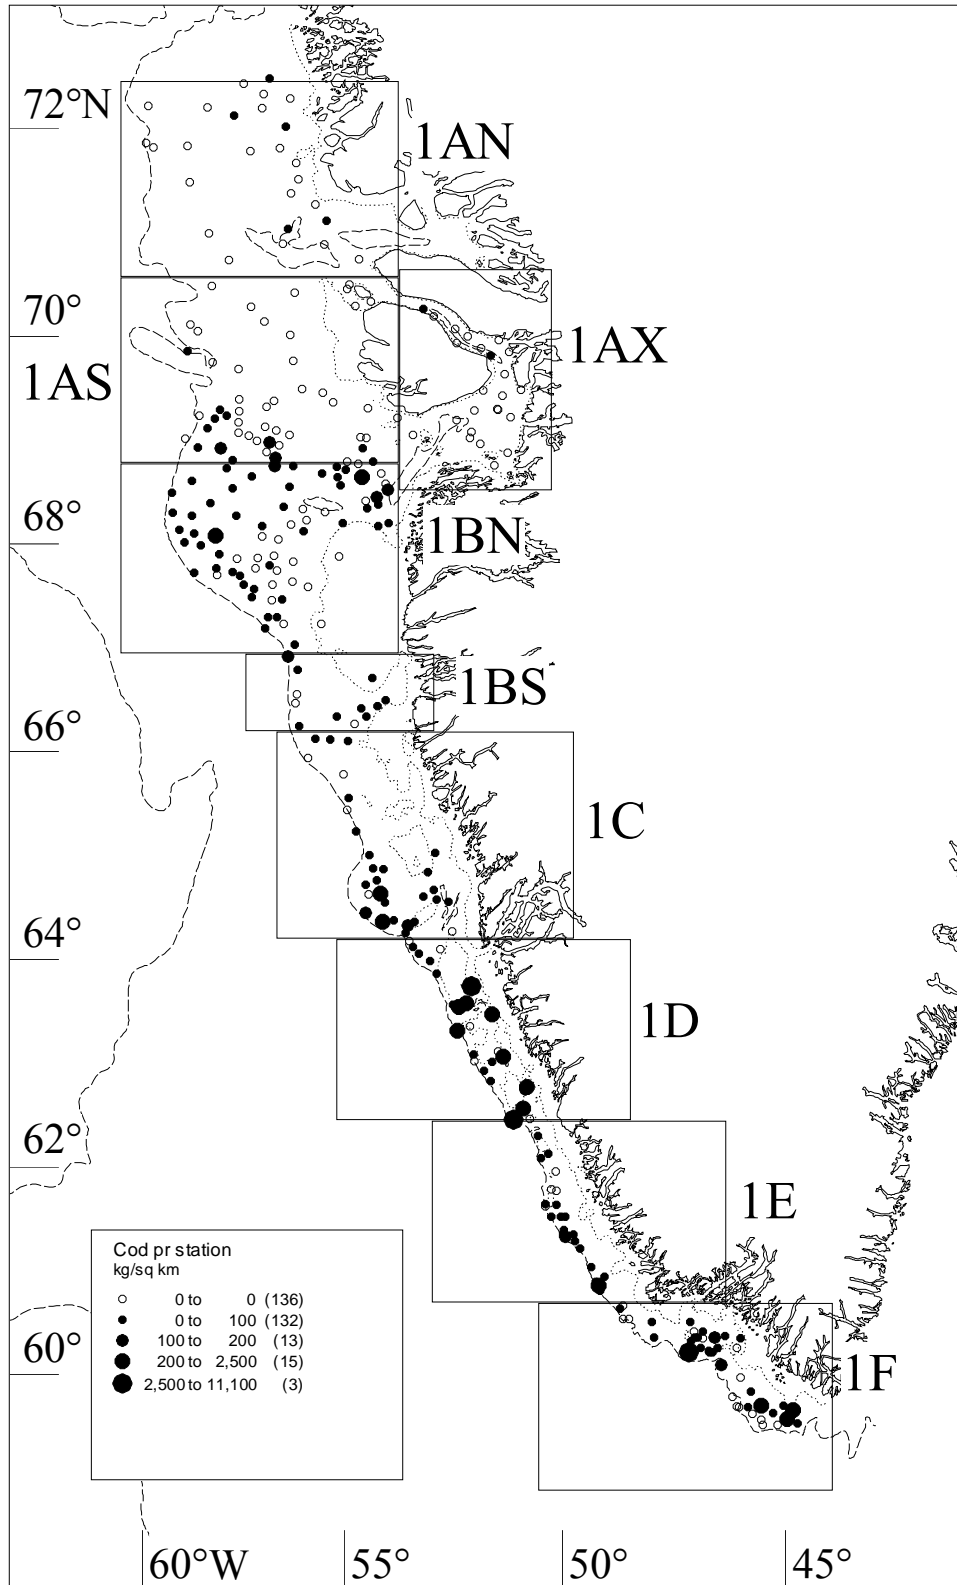 72°N
1AN
70°
1AX
1AS
68°
1BN
1BS
66°
1C
64°
1D
62°
1E
Cod pr station
kg/sq km
0 to 0 (136)
0 to 100 (132)
100 to 200 (13)
200 to 2,500 (15)
2,500 to 11,100 (3)
60°
1F
60°W 55° 50° 45°